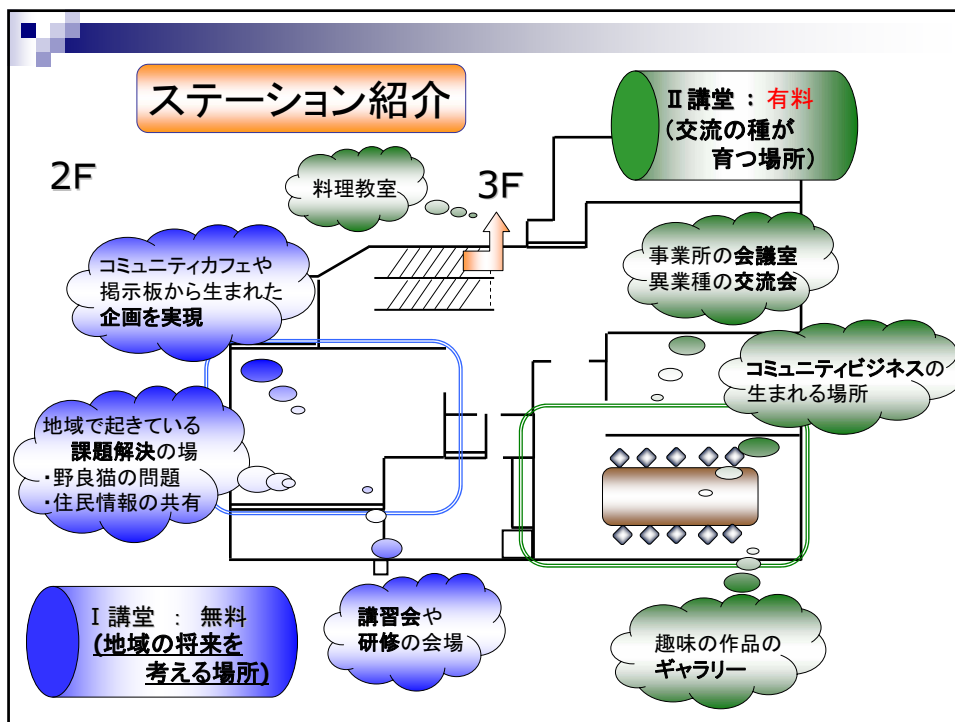 ステーション紹介
Ⅱ講堂 : 有料
(交流の種が
育つ場所)
2F
料理教室
3F
コミュニティカフェや
掲示板から生まれた
企画を実現
事業所の会議室
異業種の交流会
コミュニティビジネスの
生まれる場所
地域で起きている
課題解決の場
・野良猫の問題
・住民情報の共有
Ⅰ講堂 : 無料
(地域の将来を
考える場所)
講習会や
研修の会場
趣味の作品の
ギャラリー